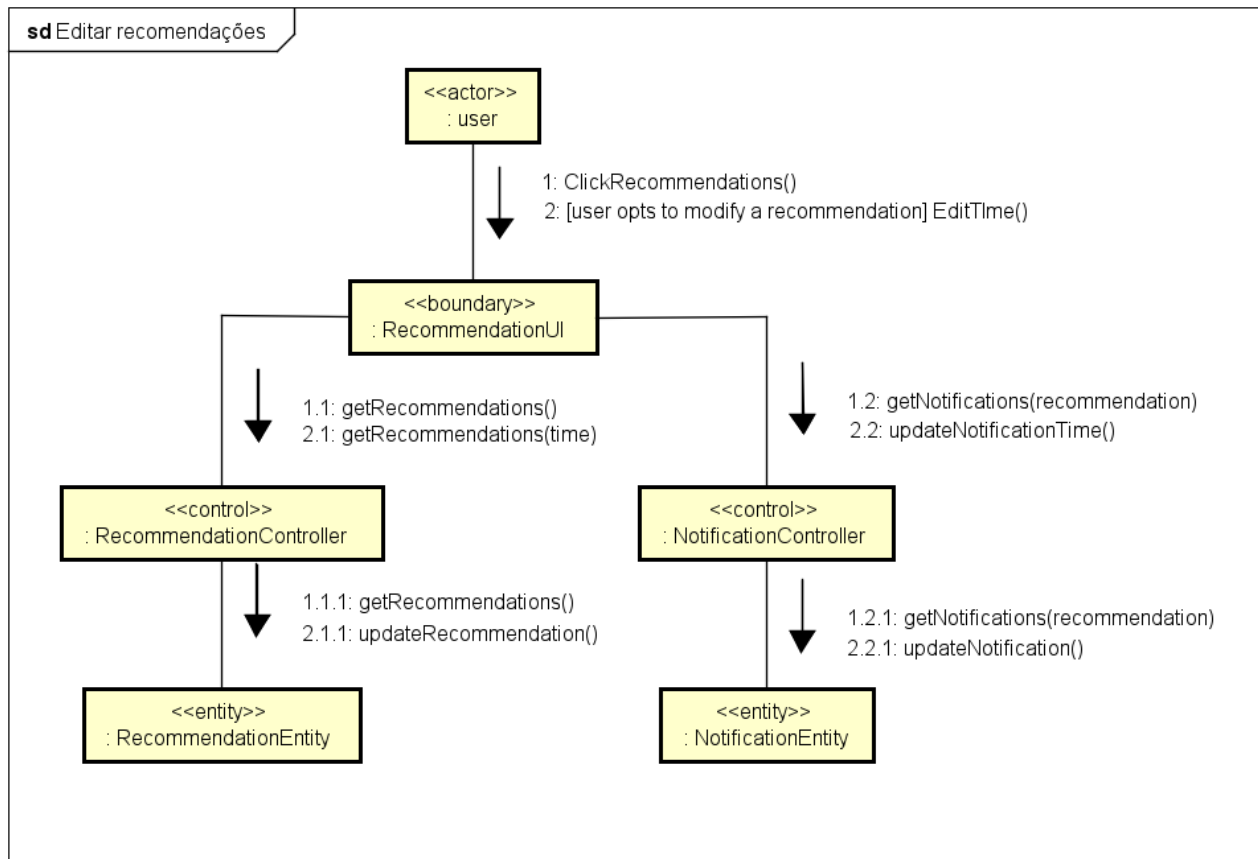 sd Editar recomendações
<<actor>>
: user
1: ClickRecommendations()
2: [user opts to modify a recommendation] EditTIme()
<<boundary>>
: RecommendationUI
1.1: getRecommendations()
2.1: getRecommendations(time)
1.2: getNotifications(recommendation)
2.2: updateNotificationTime()
<<control>>
: RecommendationController
<<control>>
: NotificationController
1.1.1: getRecommendations()
2.1.1: updateRecommendation()
1.2.1: getNotifications(recommendation)
2.2.1: updateNotification()
<<entity>>
: RecommendationEntity
<<entity>>
: NotificationEntity